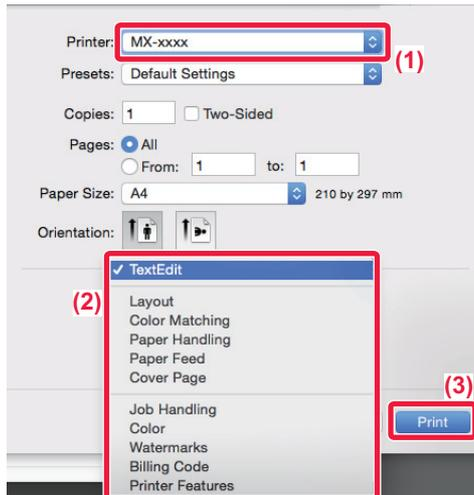 Printer: MX-xxxx
(1)
Presets: Default Settings
Copies: 1 Two-Sided
Pages: All
From: 1 to: 1
Paper Size: A4 210 by 297 mm
Orientation:
✓ TextEdit
(2)
Layout
Color Matching
Paper Handling
Paper Feed
Cover Page
(3)
Job Handling
Color
Print
Watermarks
Billing Code
Printer Features